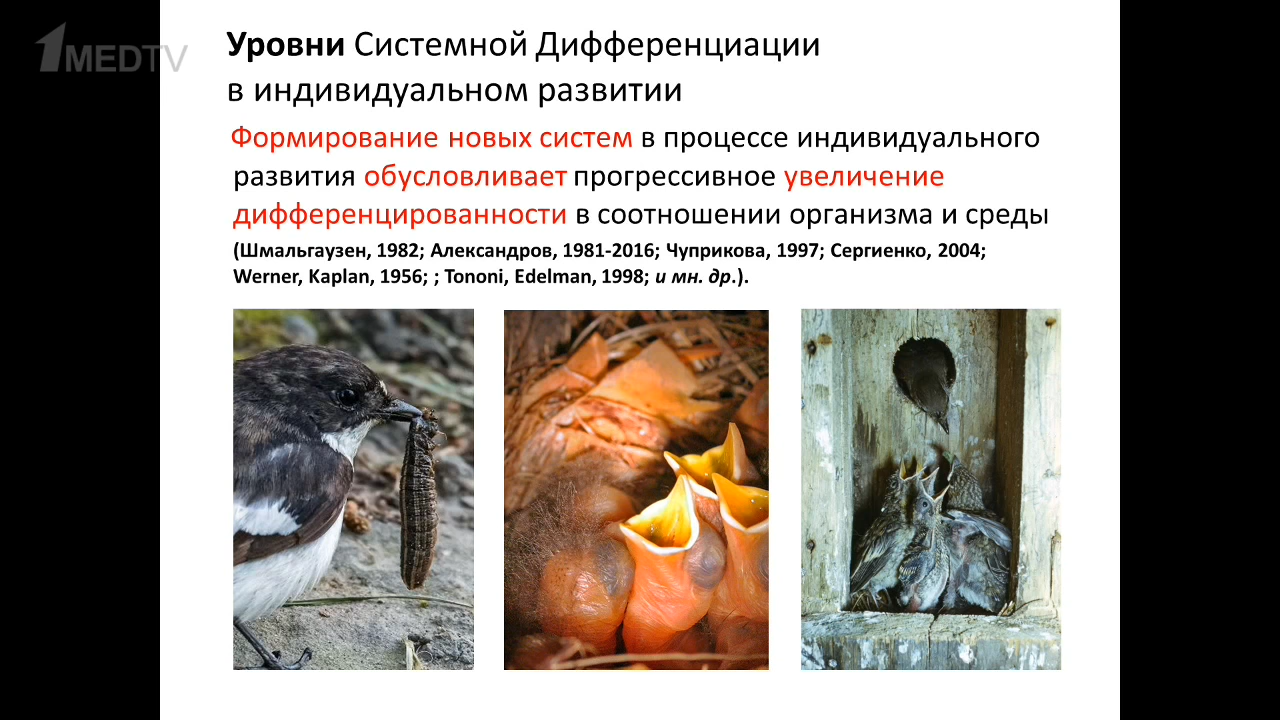 1MEDTV
Уровни Системной Дифференциации
в индивидуальном развитии
Формирование новых систем в процессе индивидуального
развития обусловливает прогрессивное увеличение
дифференцированности в соотношении организма и среды
(Шмальгаузен, 1982; Александров, 1981-2016; Чуприкова, 1997; Сергиенко, 2004;
Werner, Kaplan, 1956; ; Tononi, Edelman, 1998; и мн. др.).